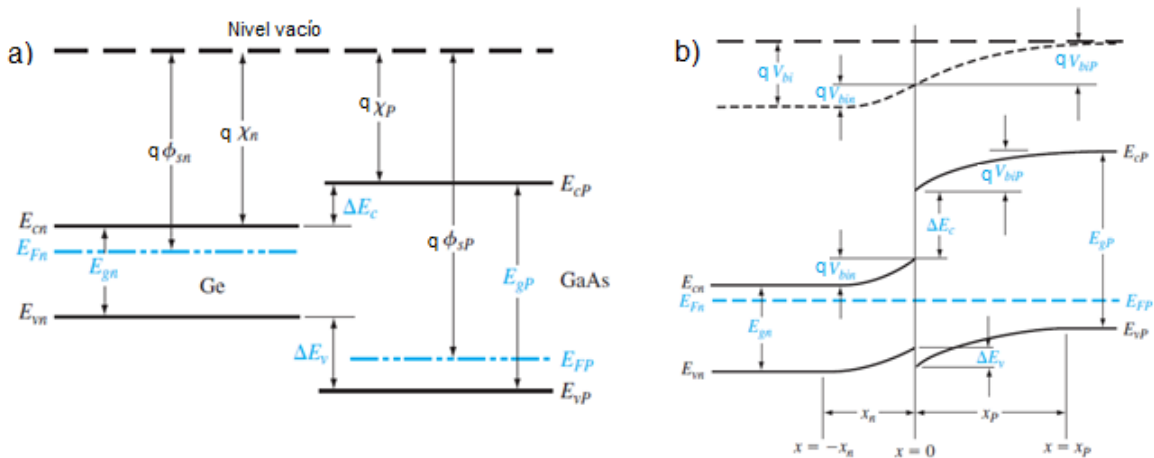 Nivel vacío
a)
q χp
q χn
q ϕsn
Ecp
ΔEc
Ecn
EFn
Egn
q ϕsP
Ge
EgP
GaAs
Evn
ΔEv
EFP
EvP
b)
q Vbi
q VbiP
q Vbin
EcP
q VbiP
ΔEc
EgP
q Vbin
Ecn
EFn
EFP
Egn
EvP
ΔEv
Evn
xn
xP
x = −xn
x = 0
x = xP